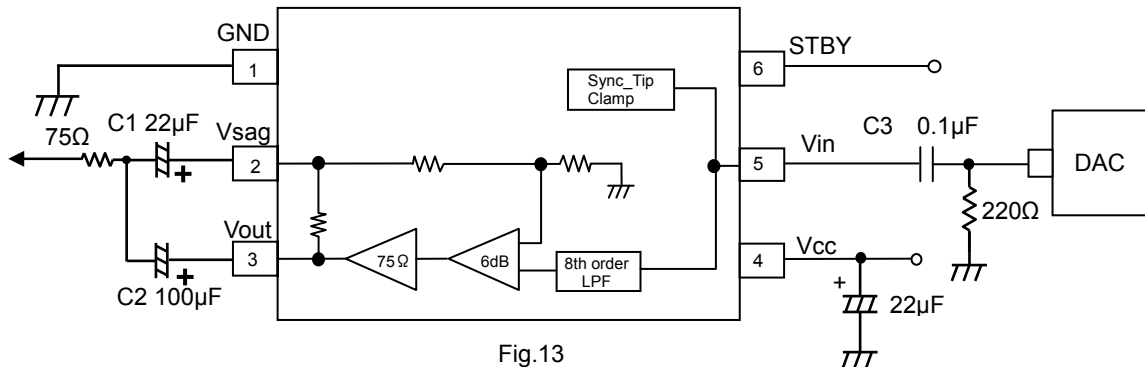 GND
1
75Ω
C1 22µF
+
Vsag
2
Vout
3
+
C2 100µF
Sync_Tip
Clamp
75Ω
6dB
8th order
LPF
STBY
6
Vin
5
C3 0.1µF
DAC
220Ω
Vcc
4
+
22µF
Fig.13